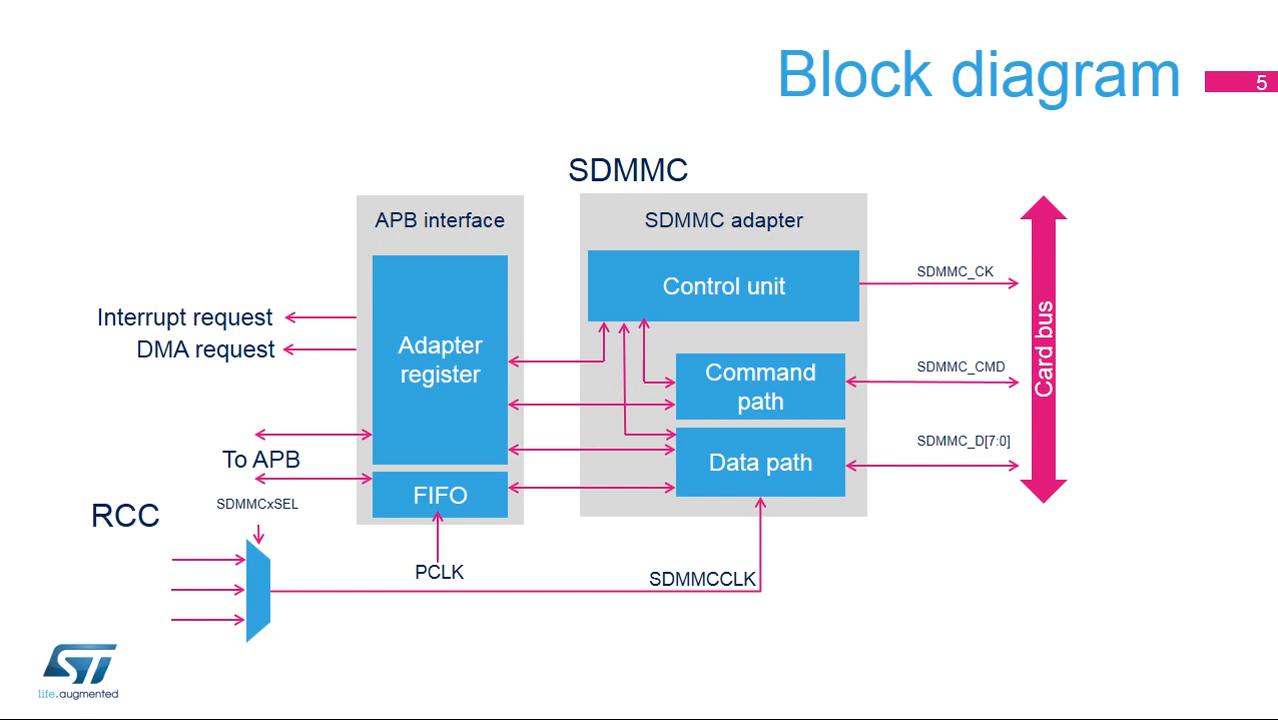 Block diagram
5
SDMMC
APB interface
SDMMC adapter
Control unit
SDMMC_CK
Interrupt request
DMA request
Adapter
register
Command
path
SDMMC_CMD
Card bus
To APB
Data path
SDMMC_D[7:0]
FIFO
SDMMCxSEL
RCC
PCLK
SDMMCCLK
ST
life.augmented